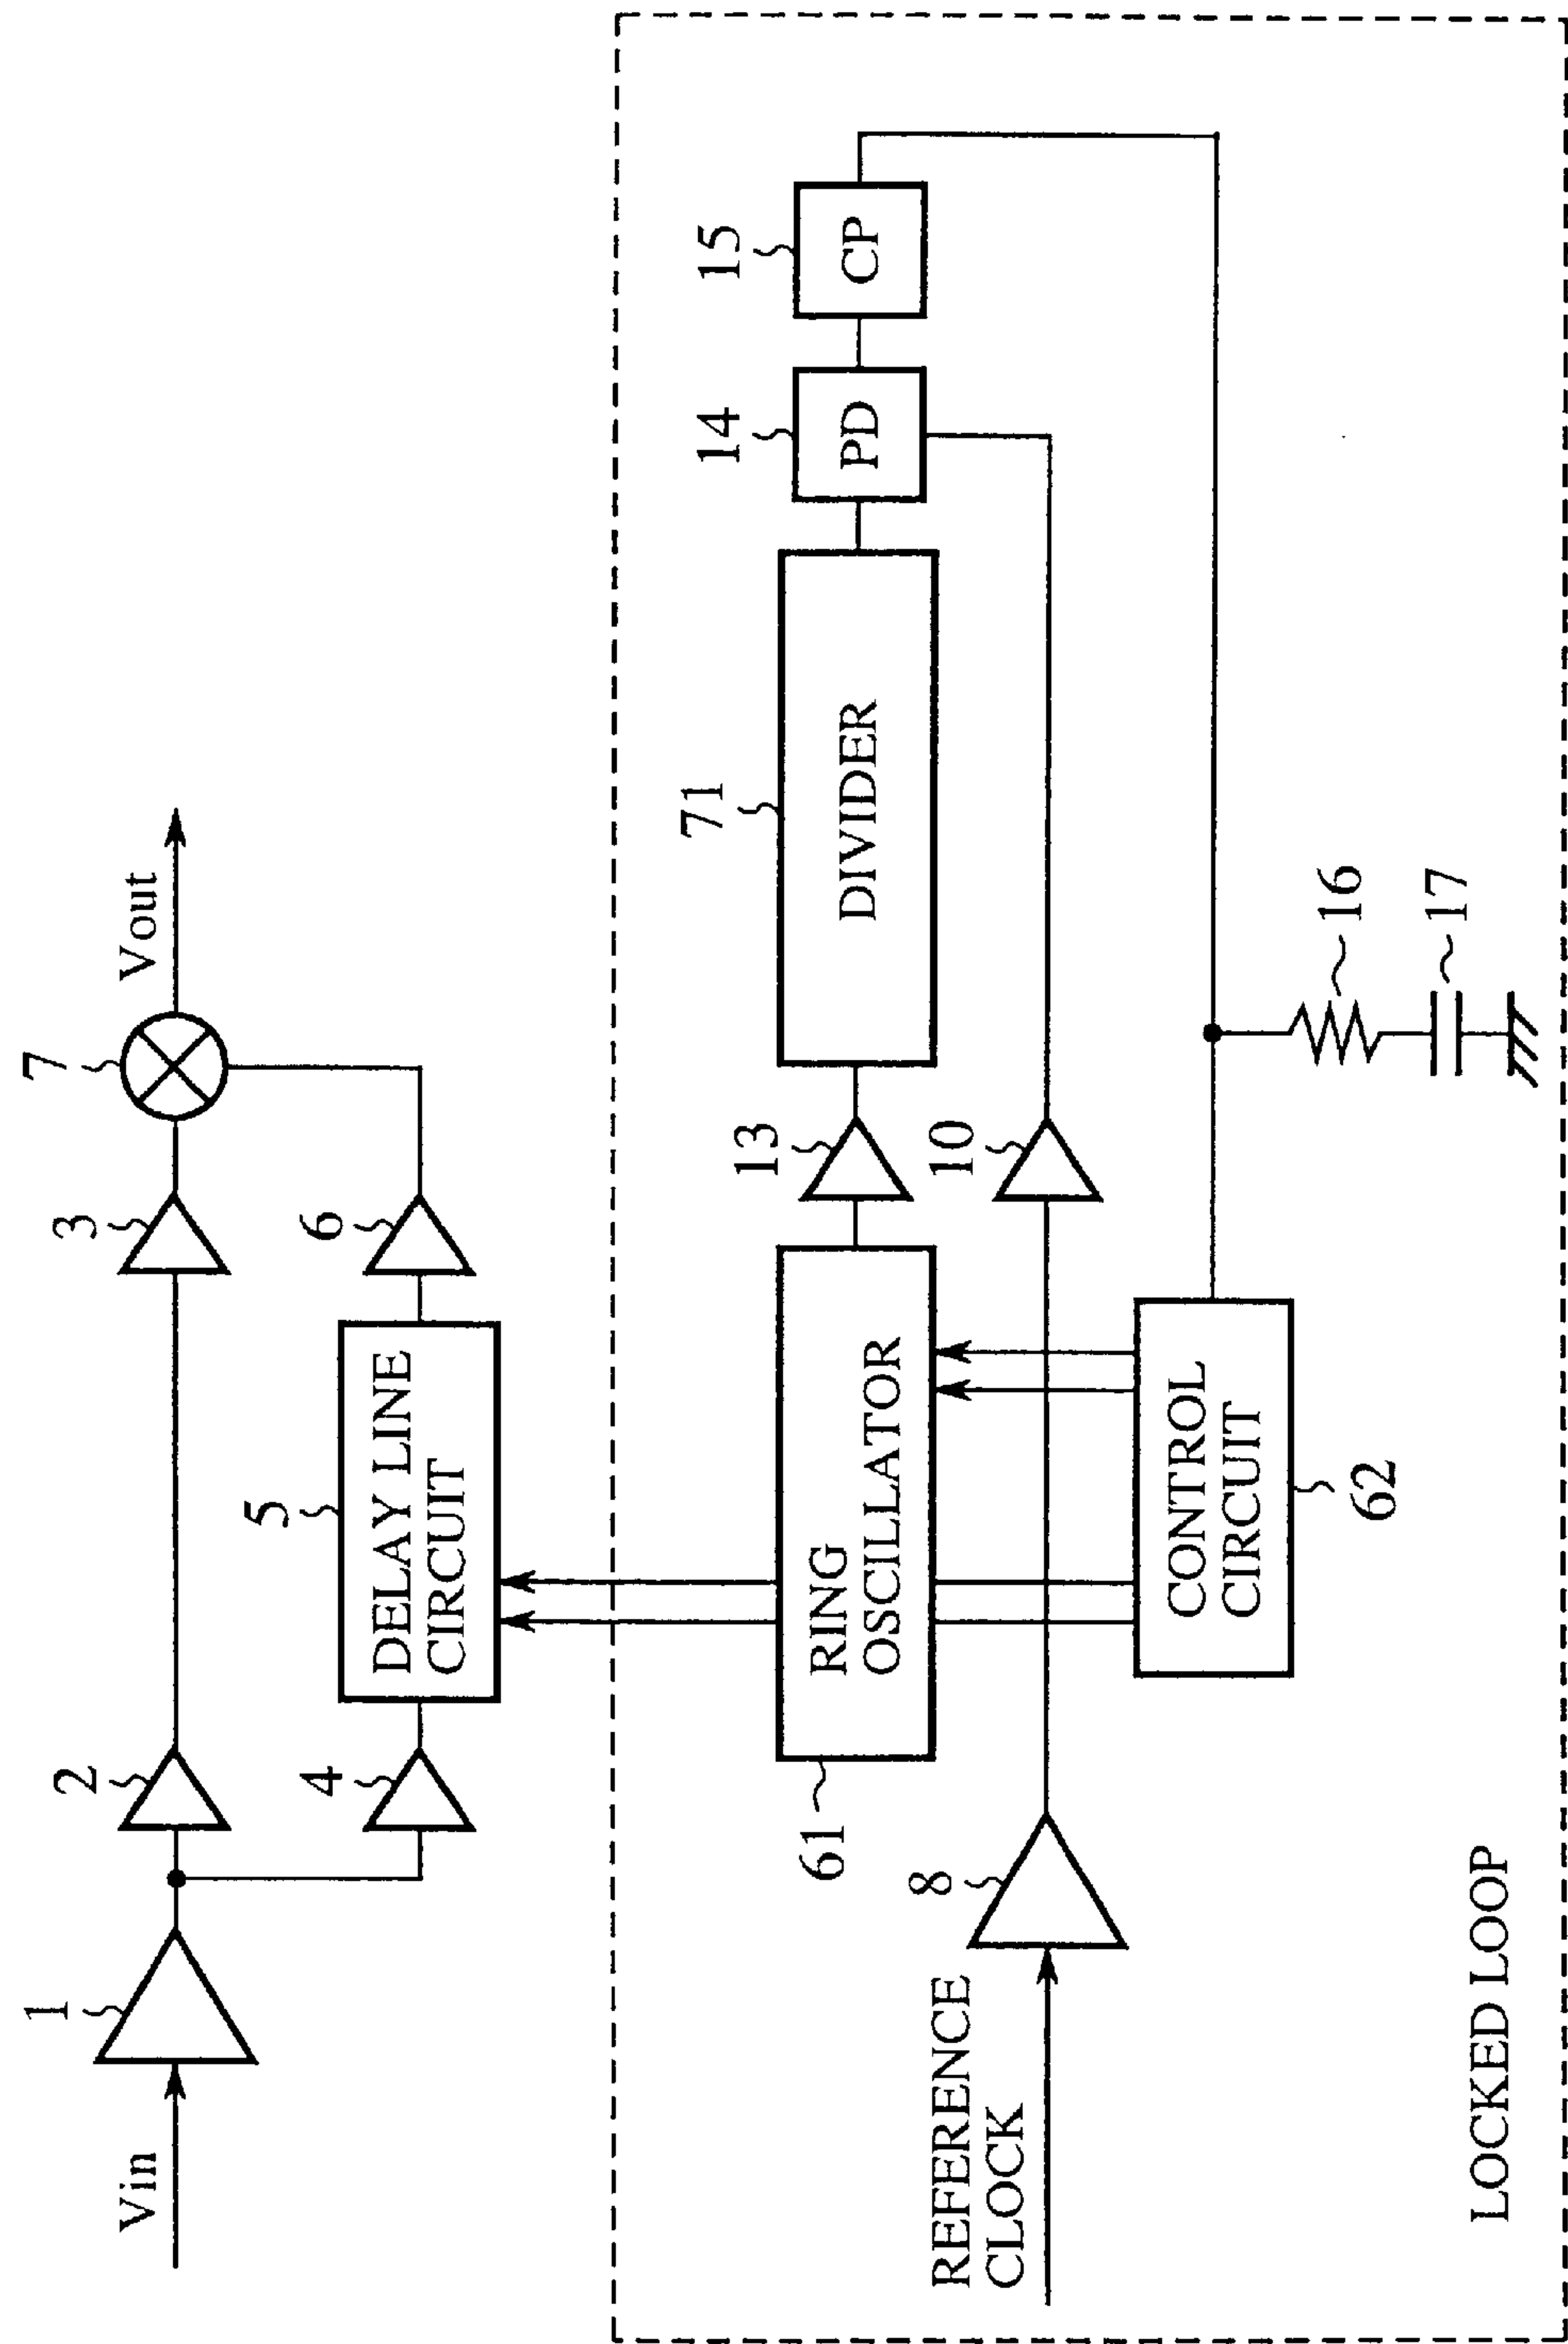 Vin
1
2
3
7
Vout
4
5
DELAY LINE
CIRCUIT
6
61
RING
OSCILLATOR
13
71
DIVIDER
14
PD
15
CP
REFERENCE
CLOCK
8
10
CONTROL
CIRCUIT
62
16
17
LOCKED LOOP